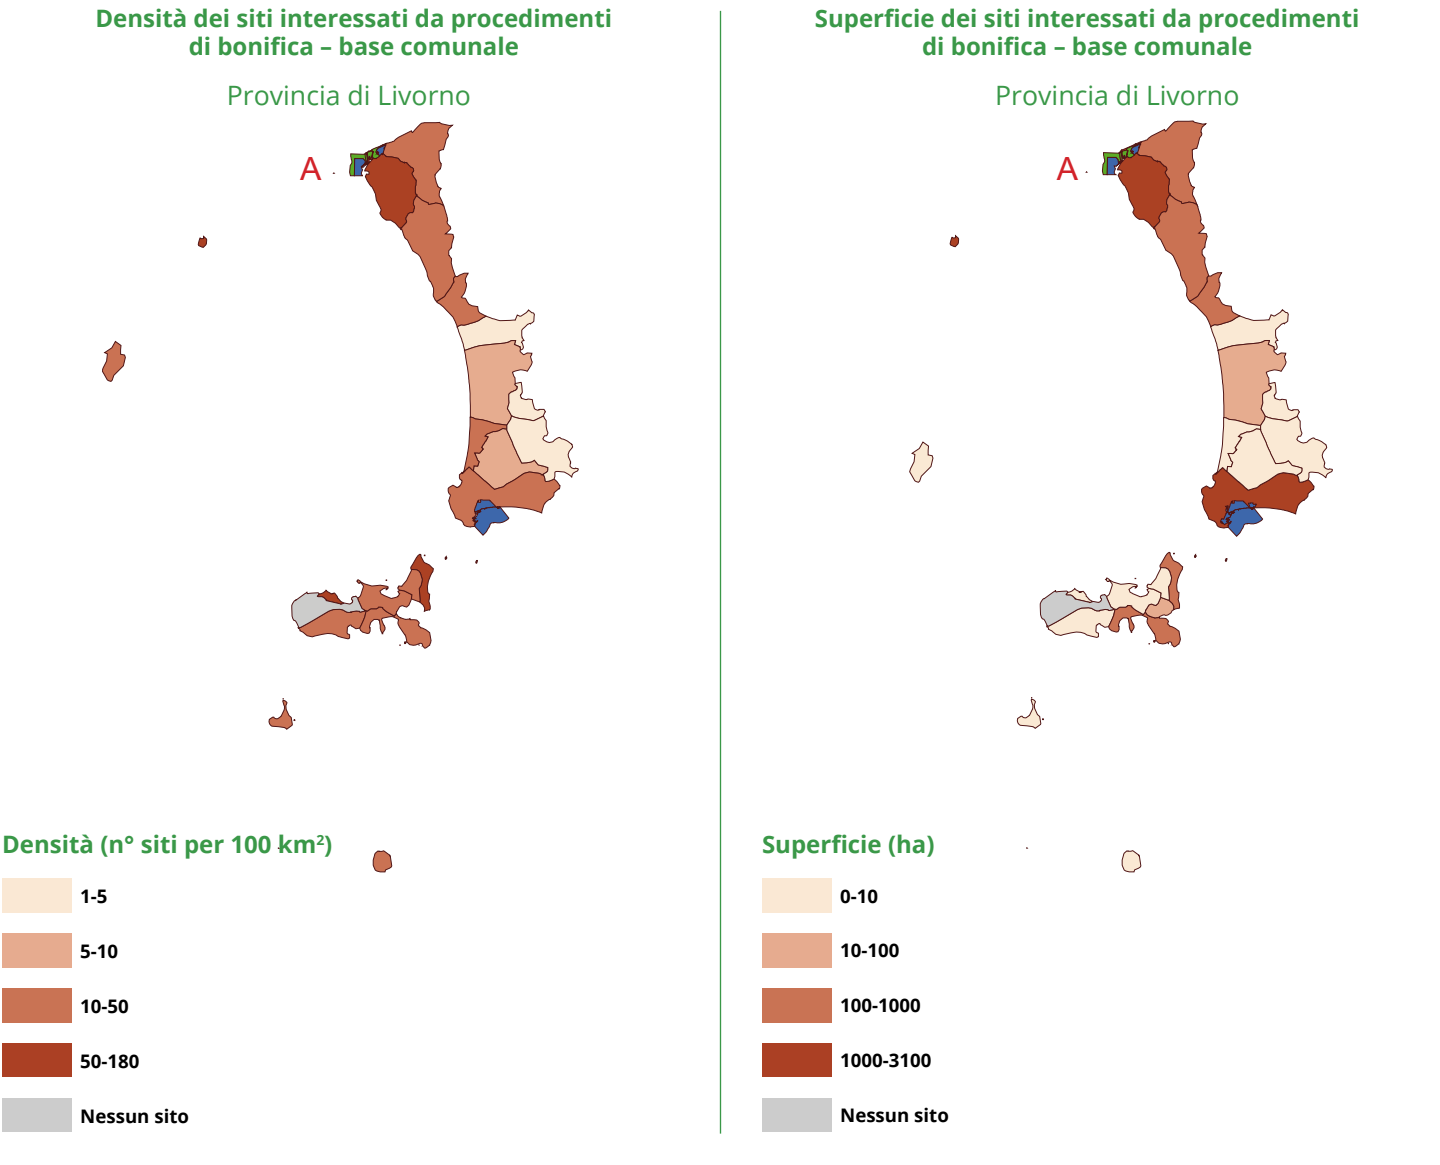 Densità dei siti interessati da procedimenti
di bonifica – base comunale
Provincia di Livorno
A
Densità (n° siti per 100 km²)
1-5
5-10
10-50
50-180
Nessun sito
Superficie dei siti interessati da procedimenti
di bonifica – base comunale
Provincia di Livorno
A
Superficie (ha)
0-10
10-100
100-1000
1000-3100
Nessun sito